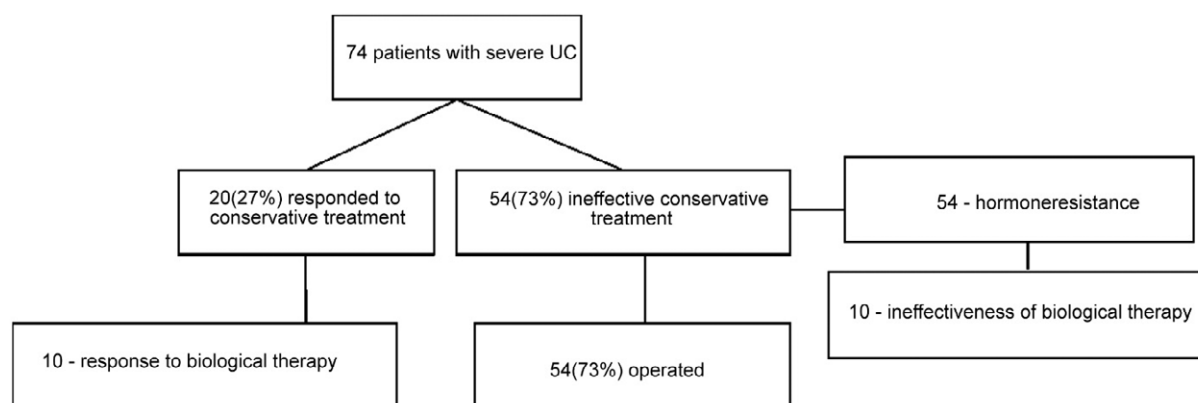 74 patients with severe UC
20(27%) responded to
conservative treatment
54(73%) ineffective conservative
treatment
54 - hormoneresistance
10 - response to biological therapy
54(73%) operated
10 - ineffectiveness of biological therapy